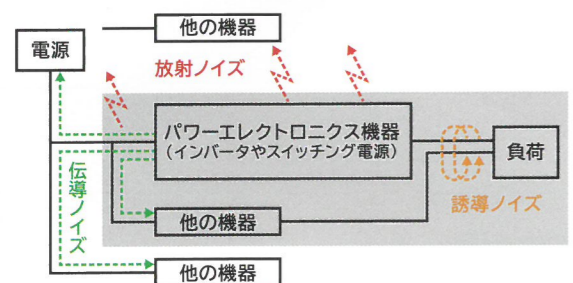 他の機器
電源
放射ノイズ
パワーエレクトロニクス機器
（インバータやスイッチング電源）
負荷
伝導ノイズ
誘導ノイズ
他の機器
他の機器